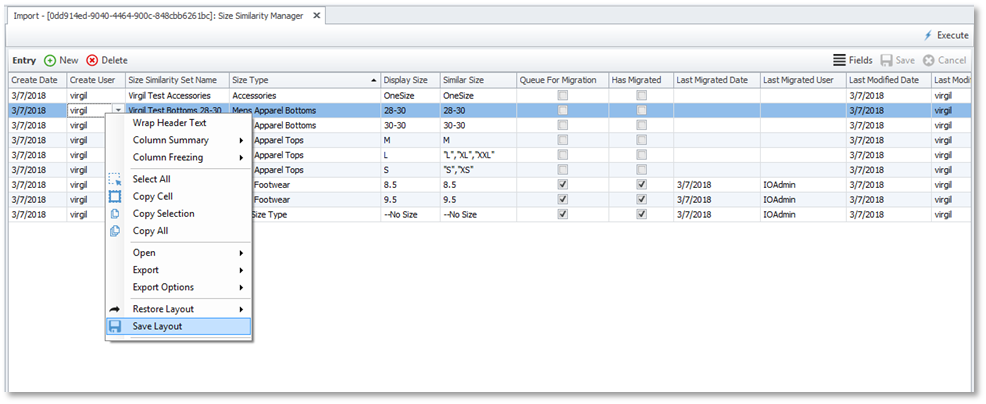 Import - [0dd914ed-9040-4464-900c-848cbb6261bc]: Size Similarity Manager
Execute
Entry New Delete Fields Save Cancel
Create Date Create User Size Similarity Set Name Size Type Display Size Similar Size Queue For Migration Has Migrated Last Migrated Date Last Migrated User Last Modified Date Last Modif
3/7/2018 virgil Virgil Test Accessories Accessories OneSize OneSize 3/7/2018 virgil
3/7/2018 virgil Virgil Test Bottoms 28-30 Mens Apparel Bottoms 28-30 28-30 3/7/2018 virgil
3/7/2018 virgil Apparel Bottoms 30-30 30-30 3/7/2018 virgil
3/7/2018 virgil Apparel Tops M M 3/7/2018 virgil
3/7/2018 virgil Apparel Tops L "L","XL","XXL" 3/7/2018 virgil
3/7/2018 virgil Apparel Tops S "S","XS" 3/7/2018 virgil
3/7/2018 virgil Footwear 8.5 8.5 3/7/2018 IOAdmin 3/7/2018 virgil
3/7/2018 virgil Footwear 9.5 9.5 3/7/2018 IOAdmin 3/7/2018 virgil
3/7/2018 virgil Size Type --No Size --No Size 3/7/2018 IOAdmin 3/7/2018 virgil
Wrap Header Text
Column Summary
Column Freezing
Select All
Copy Cell
Copy Selection
Copy All
Open
Export
Export Options
Restore Layout
Save Layout